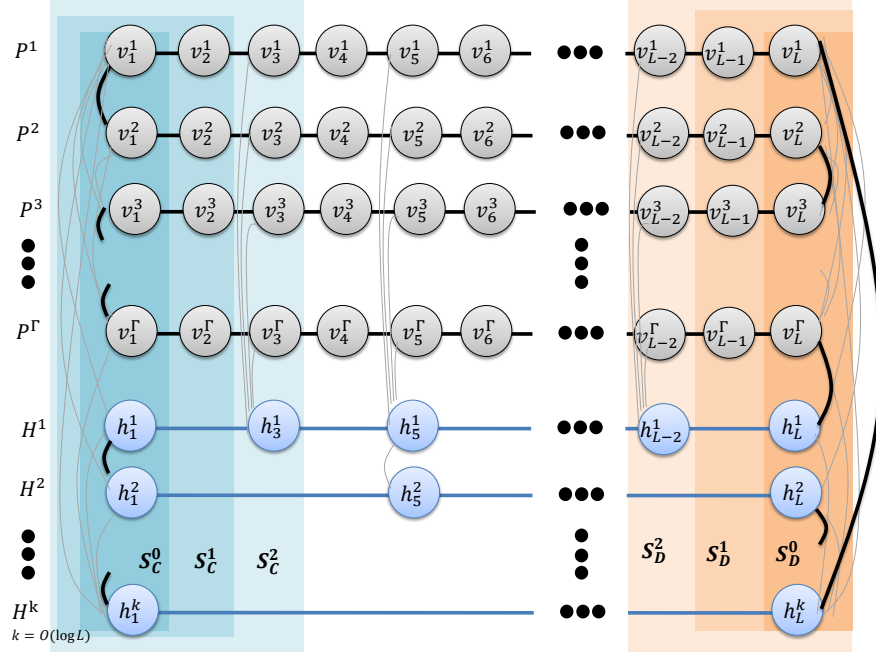 P^1 v_1^1 v_2^1 v_3^1 v_4^1 v_5^1 v_6^1 ●●● v_{L-2}^1 v_{L-1}^1 v_L^1
P^2 v_1^2 v_2^2 v_3^2 v_4^2 v_5^2 v_6^2 ●●● v_{L-2}^2 v_{L-1}^2 v_L^2
P^3 v_1^3 v_2^3 v_3^3 v_4^3 v_5^3 v_6^3 ●●● v_{L-2}^3 v_{L-1}^3 v_L^3
P^Γ v_1^Γ v_2^Γ v_3^Γ v_4^Γ v_5^Γ v_6^Γ ●●● v_{L-2}^Γ v_{L-1}^Γ v_L^Γ
H^1 h_1^1 h_3^1 h_5^1 ●●● h_{L-2}^1 h_L^1
H^2 h_1^2 h_5^2 ●●● h_L^2
S_C^0 S_C^1 S_C^2 S_D^2 S_D^1 S_D^0
H^k h_1^k ●●● h_L^k
k = O(log L)